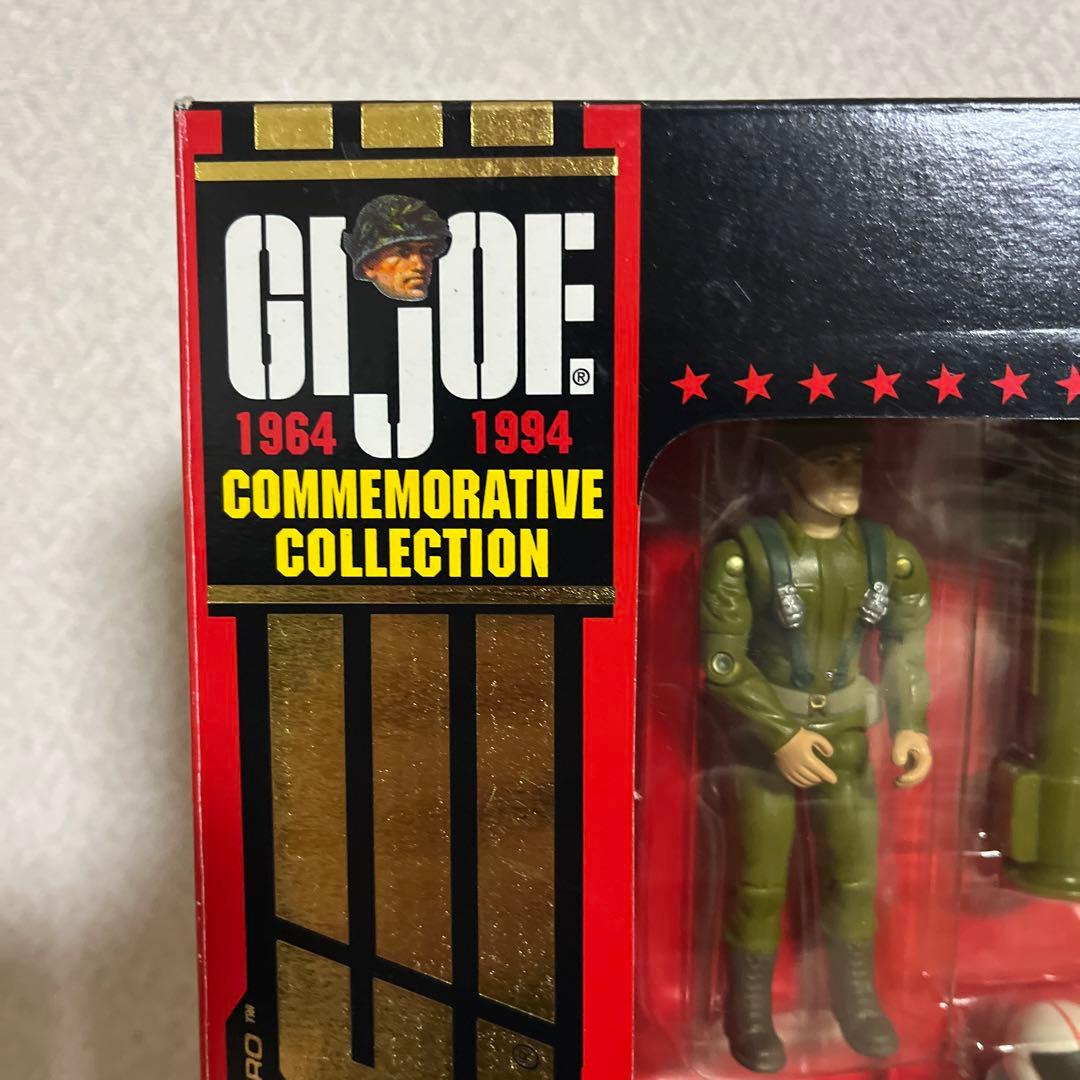 GI JOE®
1964 1994
COMMEMORATIVE
COLLECTION